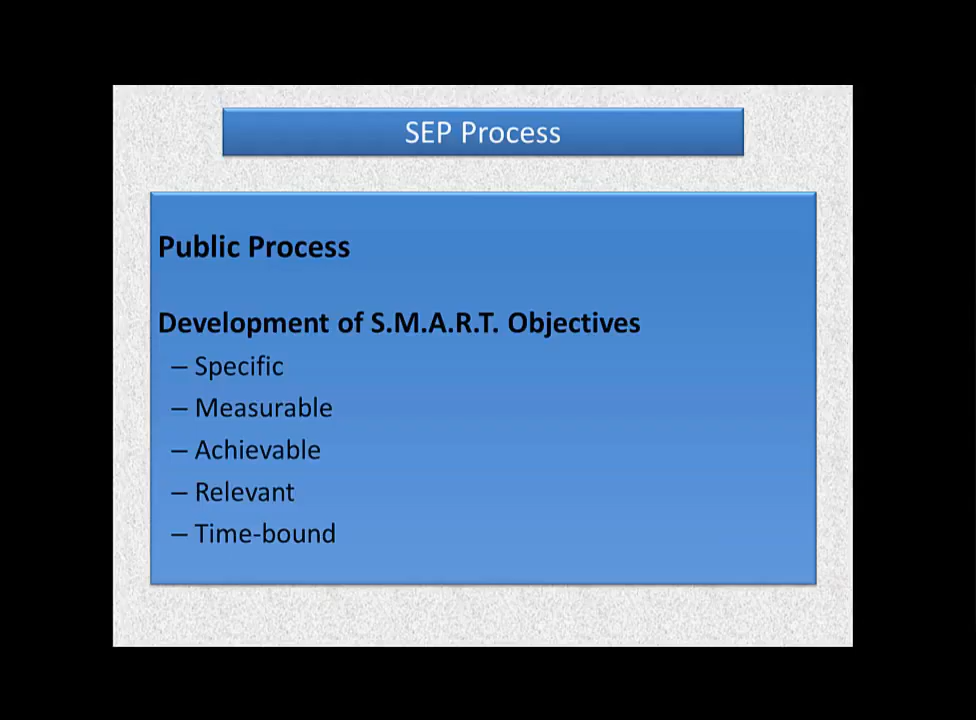 SEP Process
Public Process
Development of S.M.A.R.T. Objectives
– Specific
– Measurable
– Achievable
– Relevant
– Time-bound